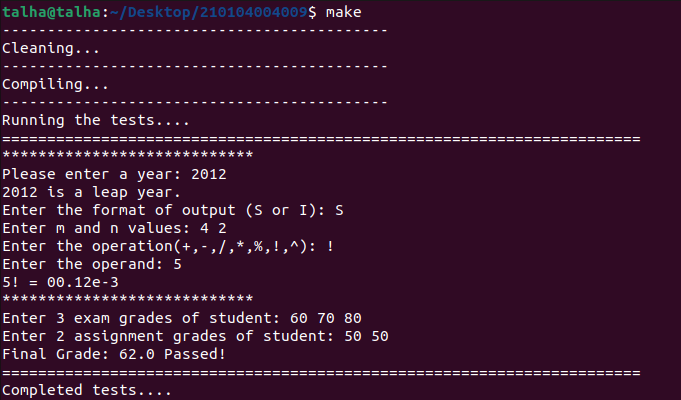 talha@talha:~/Desktop/210104004009$ make
-------------------------------------------
Cleaning...
-------------------------------------------
Compiling...
-------------------------------------------
Running the tests....
=======================================================================
****************************
Please enter a year: 2012
2012 is a leap year.
Enter the format of output (S or I): S
Enter m and n values: 4 2
Enter the operation(+,-,/,*,%,!,^): !
Enter the operand: 5
5! = 00.12e-3
****************************
Enter 3 exam grades of student: 60 70 80
Enter 2 assignment grades of student: 50 50
Final Grade: 62.0 Passed!
=======================================================================
Completed tests....